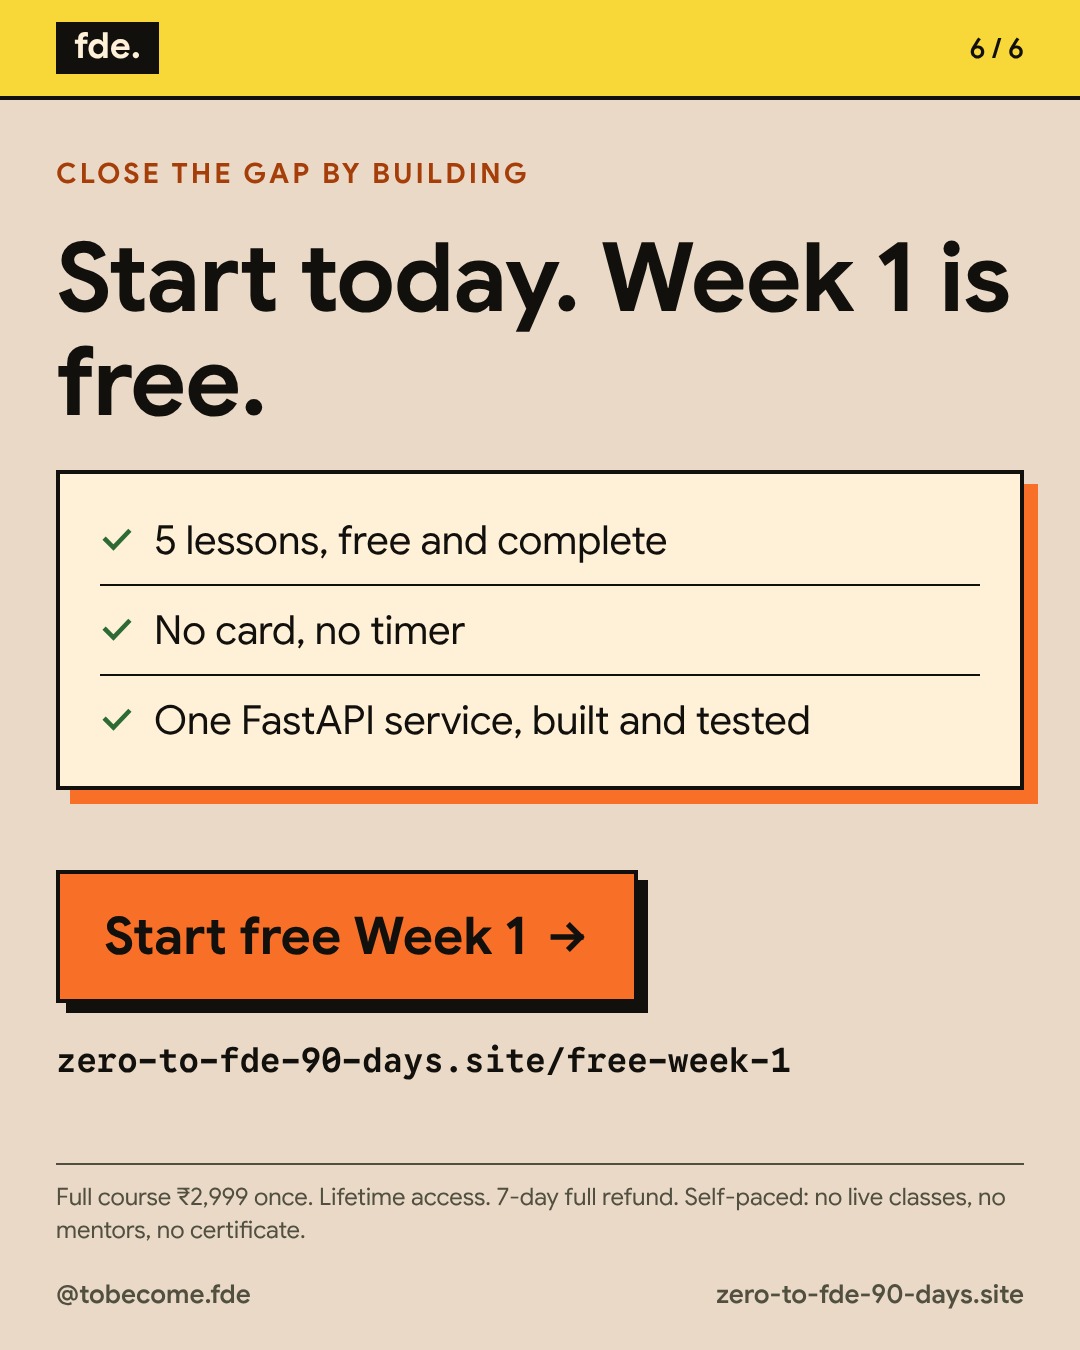 fde.
6 / 6
CLOSE THE GAP BY BUILDING
Start today. Week 1 is
free.
5 lessons, free and complete
No card, no timer
One FastAPI service, built and tested
Start free Week 1 →
zero-to-fde-90-days.site/free-week-1
Full course ₹2,999 once. Lifetime access. 7-day full refund. Self-paced: no live classes, no
mentors, no certificate.
@tobecome.fde
zero-to-fde-90-days.site